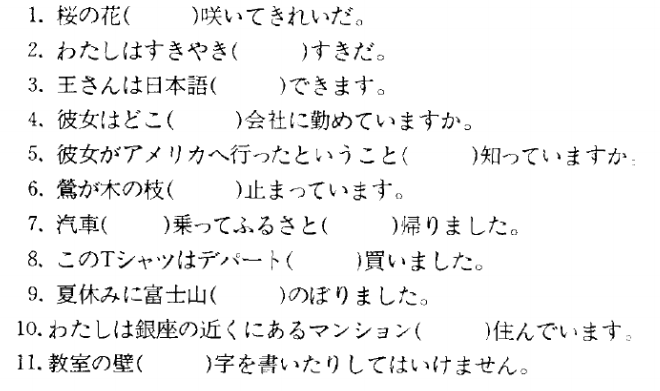 1. 桜の花(　　)咲いてきれいだ。
2. わたしはすきやき(　　)すきだ。
3. 王さんは日本語(　　)できます。
4. 彼女はどこ(　　)会社に勤めていますか。
5. 彼女がアメリカへ行ったということ(　　)知っていますか。
6. 鶯が木の枝(　　)止まっています。
7. 汽車(　　)乗ってふるさと(　　)帰りました。
8. このTシャツはデパート(　　)買いました。
9. 夏休みに富士山(　　)のぼりました。
10. わたしは銀座の近くにあるマンション(　　)住んでいます。
11. 教室の壁(　　)字を書いたりしてはいけません。